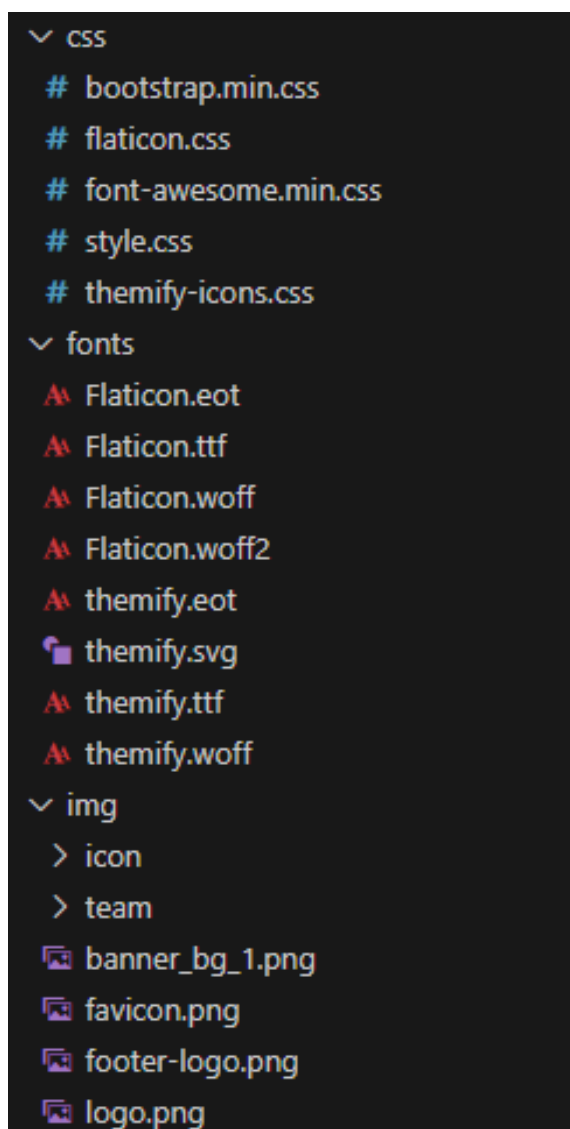 css
bootstrap.min.css
flaticon.css
font-awesome.min.css
style.css
themify-icons.css
fonts
Flaticon.eot
Flaticon.ttf
Flaticon.woff
Flaticon.woff2
themify.eot
themify.svg
themify.ttf
themify.woff
img
icon
team
banner_bg_1.png
favicon.png
footer-logo.png
logo.png